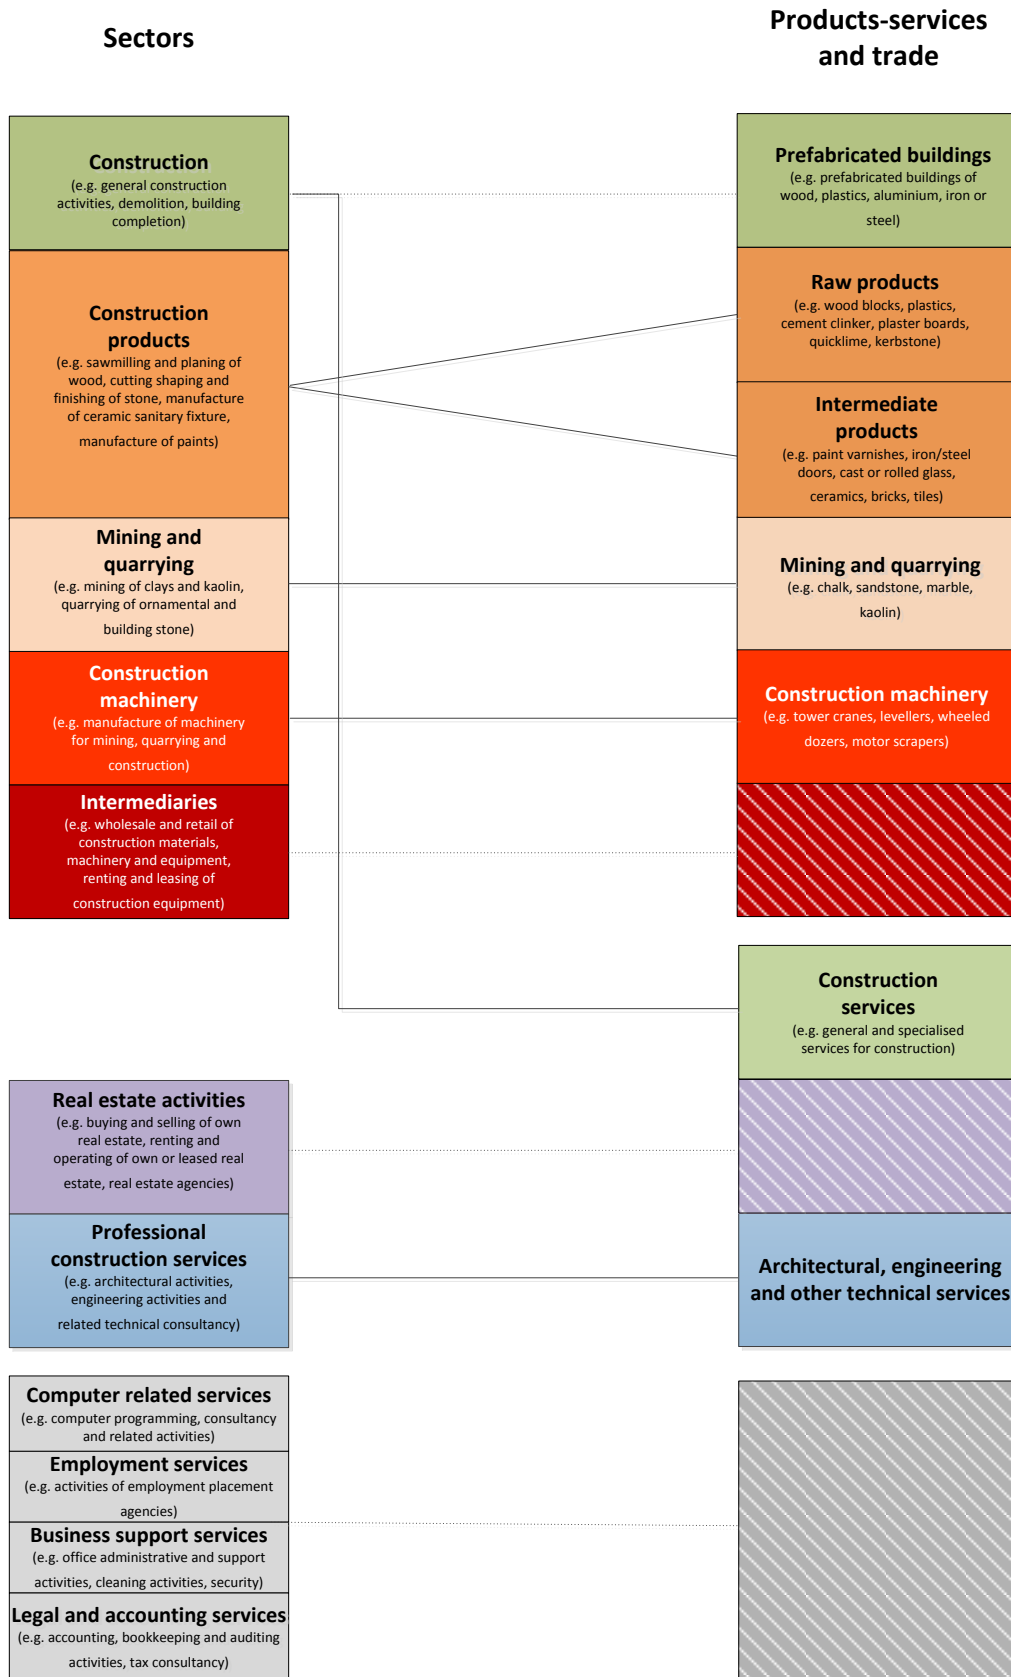 Sectors
Products-services
and trade
Construction
(e.g. general construction
activities, demolition, building
completion)
Construction
products
(e.g. sawmilling and planing of
wood, cutting shaping and
finishing of stone, manufacture
of ceramic sanitary fixture,
manufacture of paints)
Mining and
quarrying
(e.g. mining of clays and kaolin,
quarrying of ornamental and
building stone)
Construction
machinery
(e.g. manufacture of machinery
for mining, quarrying and
construction)
Intermediaries
(e.g. wholesale and retail of
construction materials,
machinery and equipment,
renting and leasing of
construction equipment)
Real estate activities
(e.g. buying and selling of own
real estate, renting and
operating of own or leased real
estate, real estate agencies)
Professional
construction services
(e.g. architectural activities,
engineering activities and
related technical consultancy)
Computer related services
(e.g. computer programming, consultancy
and related activities)
Employment services
(e.g. activities of employment placement
agencies)
Business support services
(e.g. office administrative and support
activities, cleaning activities, security)
Legal and accounting services
(e.g. accounting, bookkeeping and auditing
activities, tax consultancy)
Prefabricated buildings
(e.g. prefabricated buildings of
wood, plastics, aluminium, iron or
steel)
Raw products
(e.g. wood blocks, plastics,
cement clinker, plaster boards,
quicklime, kerbstone)
Intermediate
products
(e.g. paint varnishes, iron/steel
doors, cast or rolled glass,
ceramics, bricks, tiles)
Mining and quarrying
(e.g. chalk, sandstone, marble,
kaolin)
Construction machinery
(e.g. tower cranes, levellers, wheeled
dozers, motor scrapers)
Construction
services
(e.g. general and specialised
services for construction)
Architectural, engineering
and other technical services